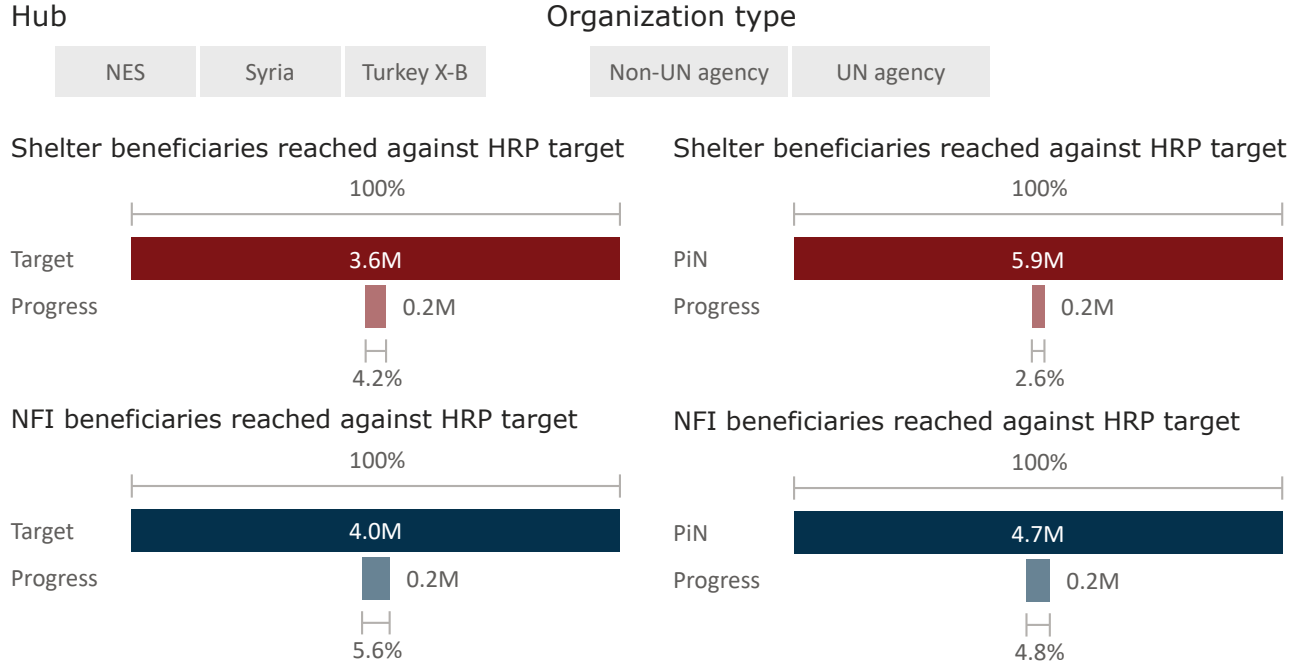 Hub
Organization type
NES
Syria
Turkey X-B
Non-UN agency
UN agency
Shelter beneficiaries reached against HRP target
100%
Target
3.6M
Progress
0.2M
4.2%
Shelter beneficiaries reached against HRP target
100%
PiN
5.9M
Progress
0.2M
2.6%
NFI beneficiaries reached against HRP target
100%
Target
4.0M
Progress
0.2M
5.6%
NFI beneficiaries reached against HRP target
100%
PiN
4.7M
Progress
0.2M
4.8%